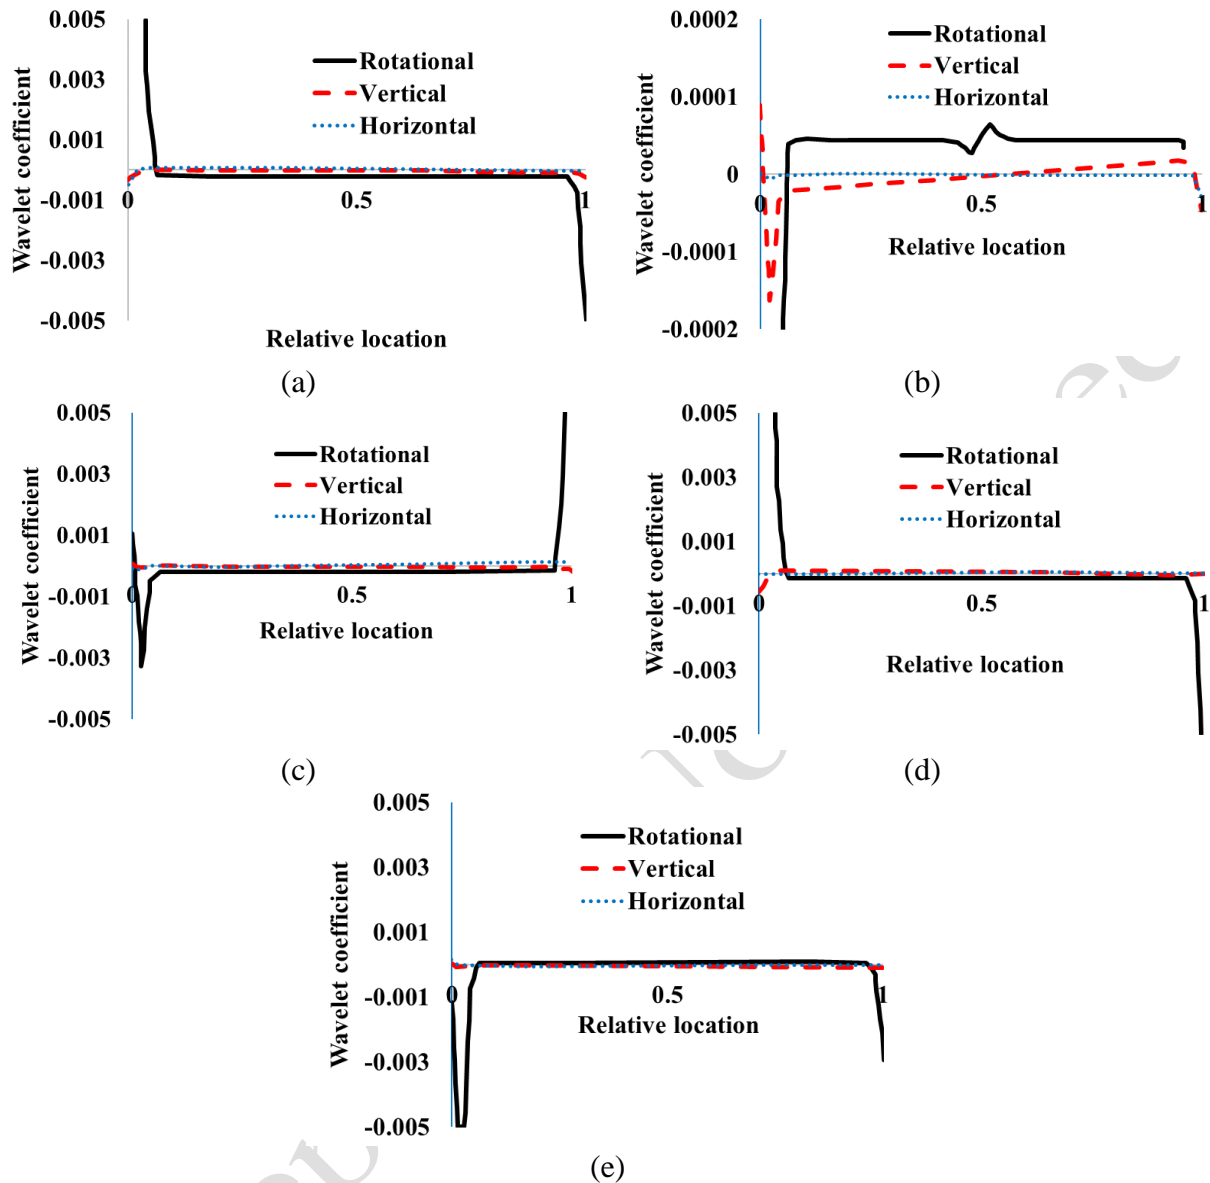 0.005
0.003
0.001
-0.001
-0.003
-0.005
Wavelet coefficient
Rotational
Vertical
Horizontal
0
0.5
1
Relative location
(a)
0.0002
0.0001
0
-0.0001
-0.0002
Wavelet coefficient
Rotational
Vertical
Horizontal
0
0.5
1
Relative location
(b)
0.005
0.003
0.001
-0.001
-0.003
-0.005
Wavelet coefficient
Rotational
Vertical
Horizontal
0
0.5
1
Relative location
(c)
0.005
0.003
0.001
-0.001
-0.003
-0.005
Wavelet coefficient
Rotational
Vertical
Horizontal
0
0.5
1
Relative location
(d)
0.005
0.003
0.001
-0.001
-0.003
-0.005
Wavelet coefficient
Rotational
Vertical
Horizontal
0
0.5
1
Relative location
(e)